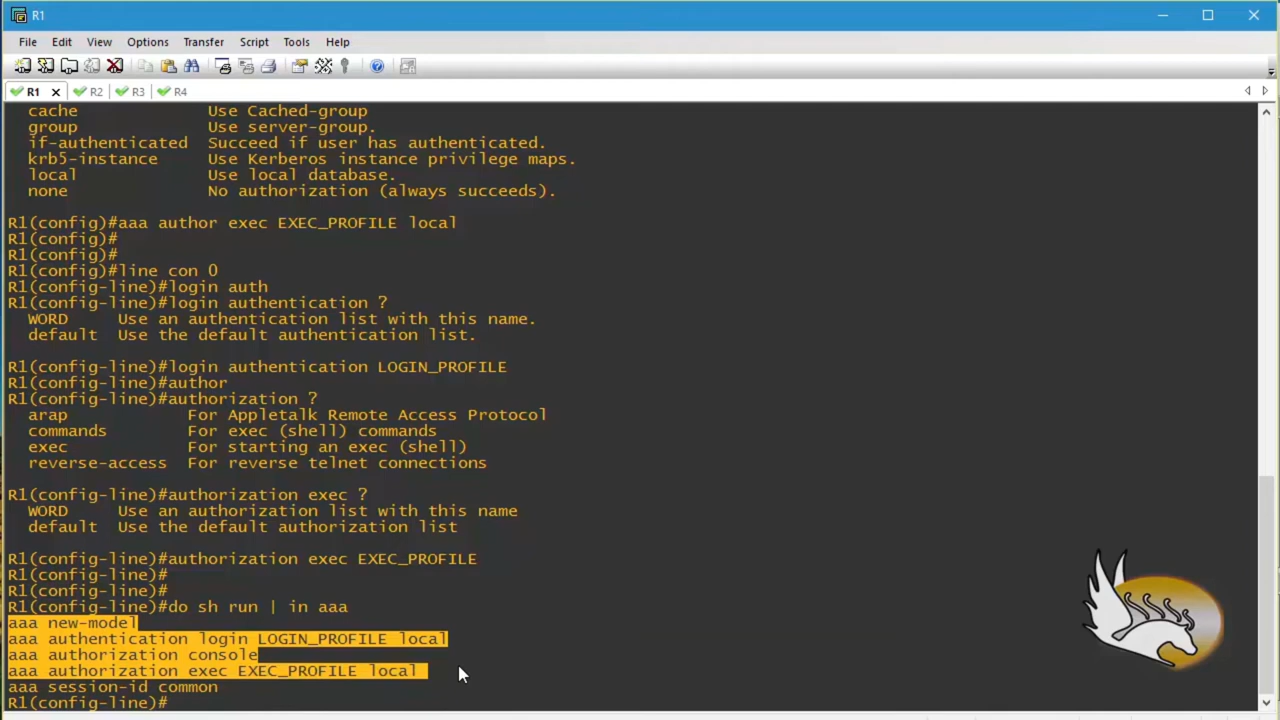 R1
File Edit View Options Transfer Script Tools Help
R1 R2 R3 R4
cache Use Cached-group
group Use server-group.
if-authenticated Succeed if user has authenticated.
krb5-instance Use Kerberos instance privilege maps.
local Use local database.
none No authorization (always succeeds).
R1(config)#aaa author exec EXEC_PROFILE local
R1(config)#
R1(config)#
R1(config)#line con 0
R1(config-line)#login auth
R1(config-line)#login authentication ?
WORD Use an authentication list with this name.
default Use the default authentication list.
R1(config-line)#login authentication LOGIN_PROFILE
R1(config-line)#author
R1(config-line)#authorization ?
arap For Appletalk Remote Access Protocol
commands For exec (shell) commands
exec For starting an exec (shell)
reverse-access For reverse telnet connections
R1(config-line)#authorization exec ?
WORD Use an authorization list with this name
default Use the default authorization list
R1(config-line)#authorization exec EXEC_PROFILE
R1(config-line)#
R1(config-line)#
R1(config-line)#do sh run | in aaa
aaa new-model
aaa authentication login LOGIN_PROFILE local
aaa authorization console
aaa authorization exec EXEC_PROFILE local
aaa session-id common
R1(config-line)#